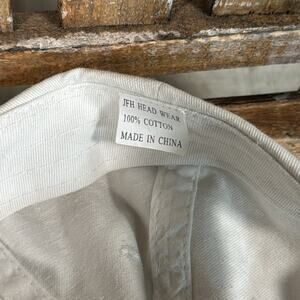 JFH HEAD WEAR
100% COTTON
MADE IN CHINA